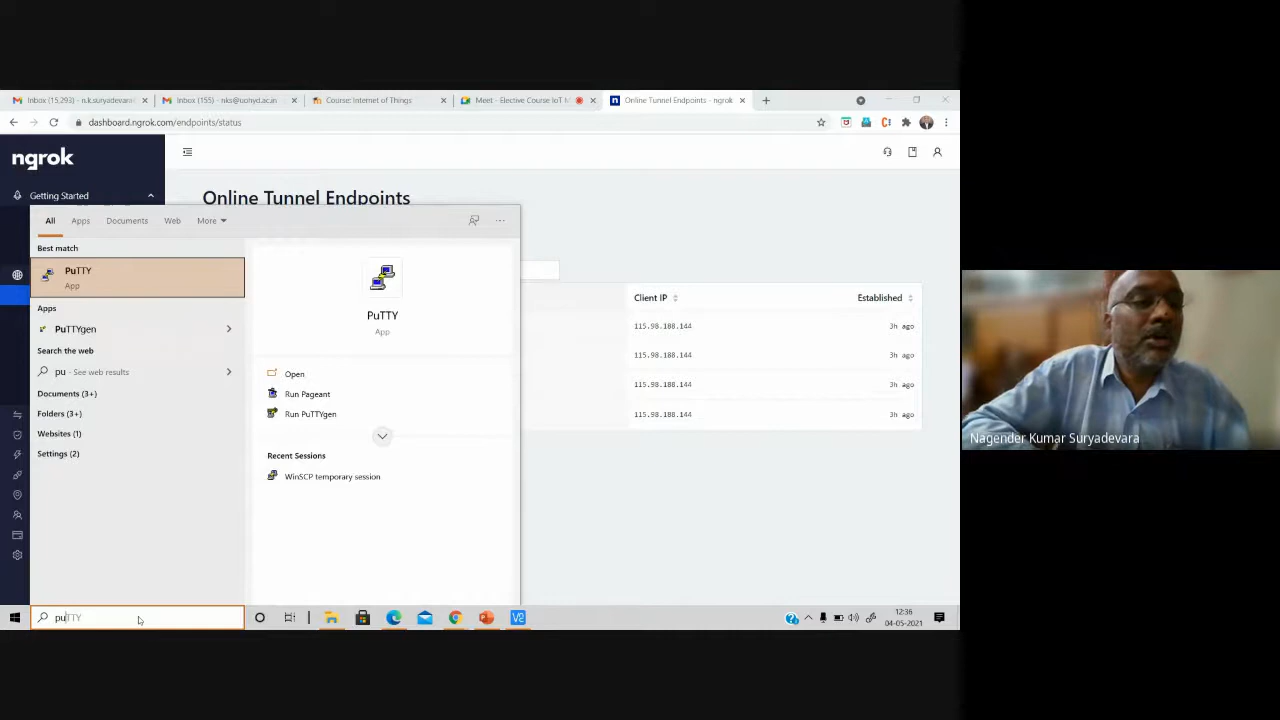 Inbox (15,293) - n.k.suryadevara
Inbox (155) - nks@uohyd.ac.in
Course: Internet of Things
Meet - Elective Course IoT
Online Tunnel Endpoints - ngrok
dashboard.ngrok.com/endpoints/status
ngrok
Getting Started
Online Tunnel Endpoints
All
Apps
Documents
Web
More
Best match
PuTTY
App
Apps
PuTTYgen
Search the web
pu - See web results
Documents (3+)
Folders (3+)
Websites (1)
Settings (2)
PuTTY
App
Open
Run Pageant
Run PuTTYgen
Recent Sessions
WinSCP temporary session
Client IP
Established
115.98.188.144
3h ago
115.98.188.144
3h ago
115.98.188.144
3h ago
115.98.188.144
3h ago
puTTY
12:36
04-05-2021
Nagender Kumar Suryadevara